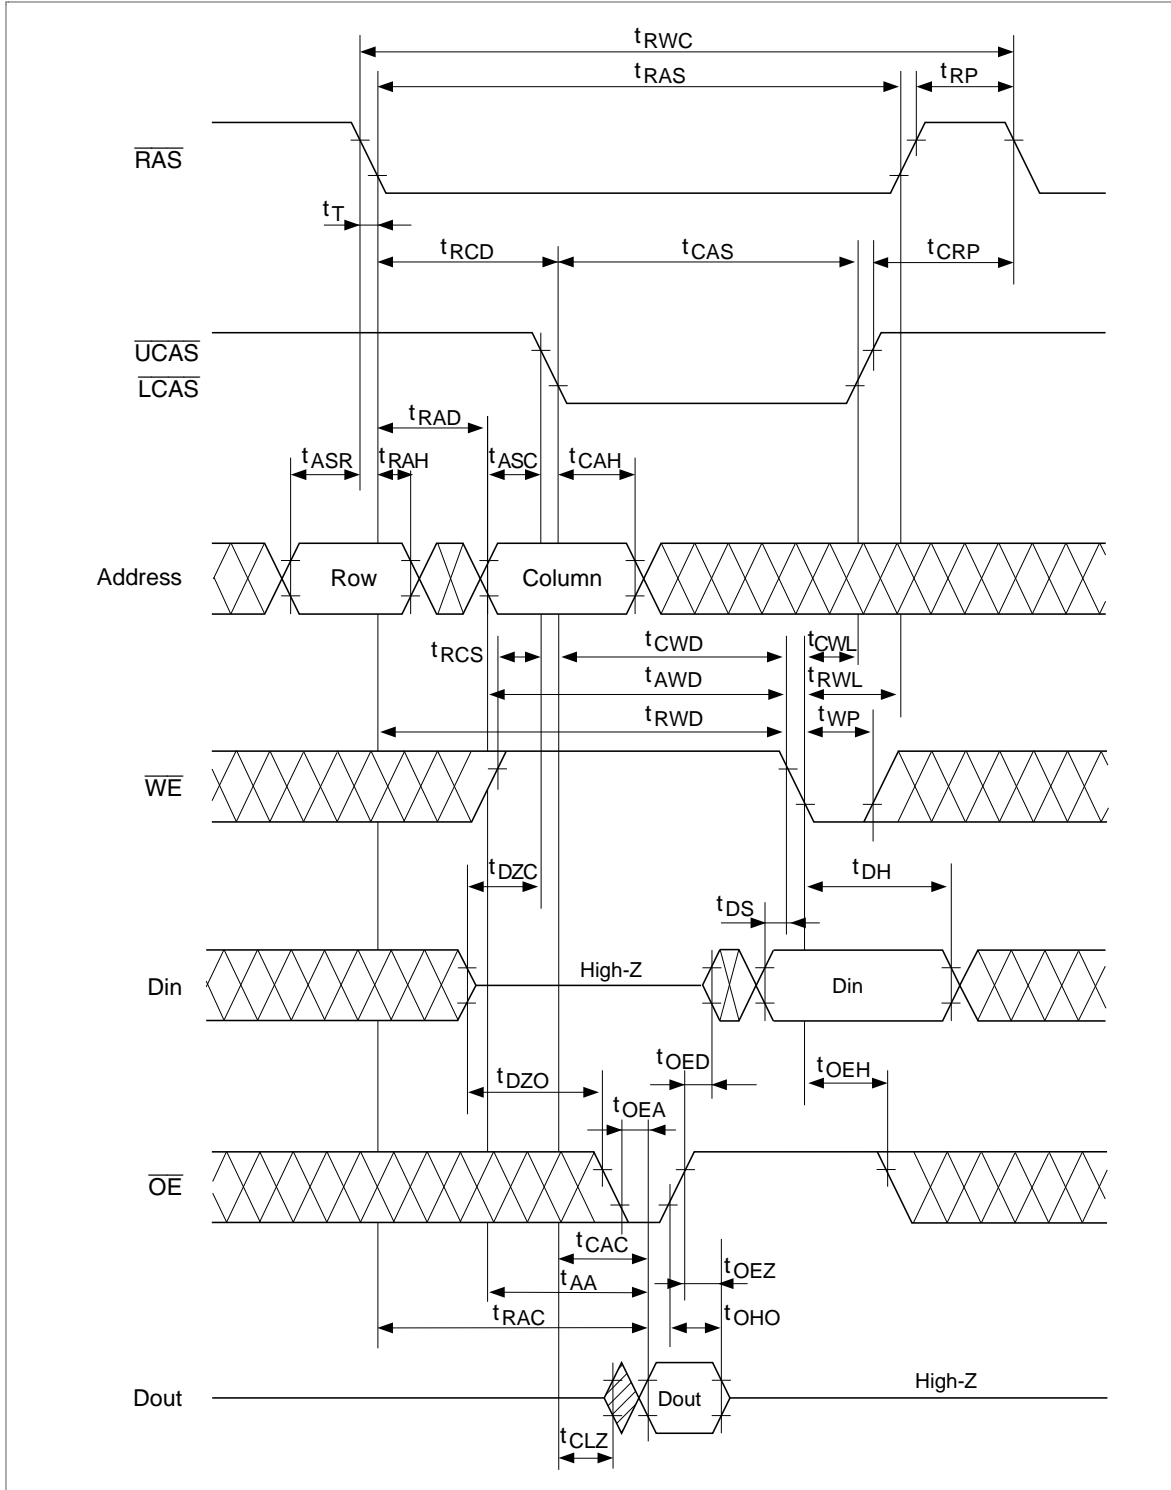 tRWC
tRAS
tRP
RAS
tT
tRCD
tCAS
tCRP
UCAS
LCAS
tRAD
tASR
tRAH
tASC
tCAH
Address
Row
Column
tRCS
tCWD
tCWL
tAWD
tRWL
tRWD
tWP
WE
tDZC
tDH
tDS
Din
High-Z
Din
tOED
tOEH
tDZO
tOEA
OE
tCAC
tOEZ
tAA
tRAC
tOHO
Dout
Dout
High-Z
tCLZ